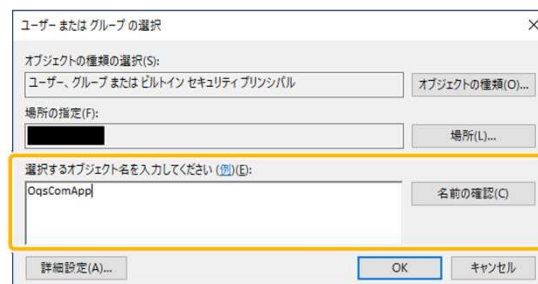 ユーザー または グループ の選択
オブジェクトの種類の選択(S):
ユーザー、グループ または ビルトイン セキュリティ プリンシパル
オブジェクトの種類(O)...
場所の指定(F):
場所(L)...
選択するオブジェクト名を入力してください (例)(E):
OqsComApp
名前の確認(C)
詳細設定(A)...
OK
キャンセル